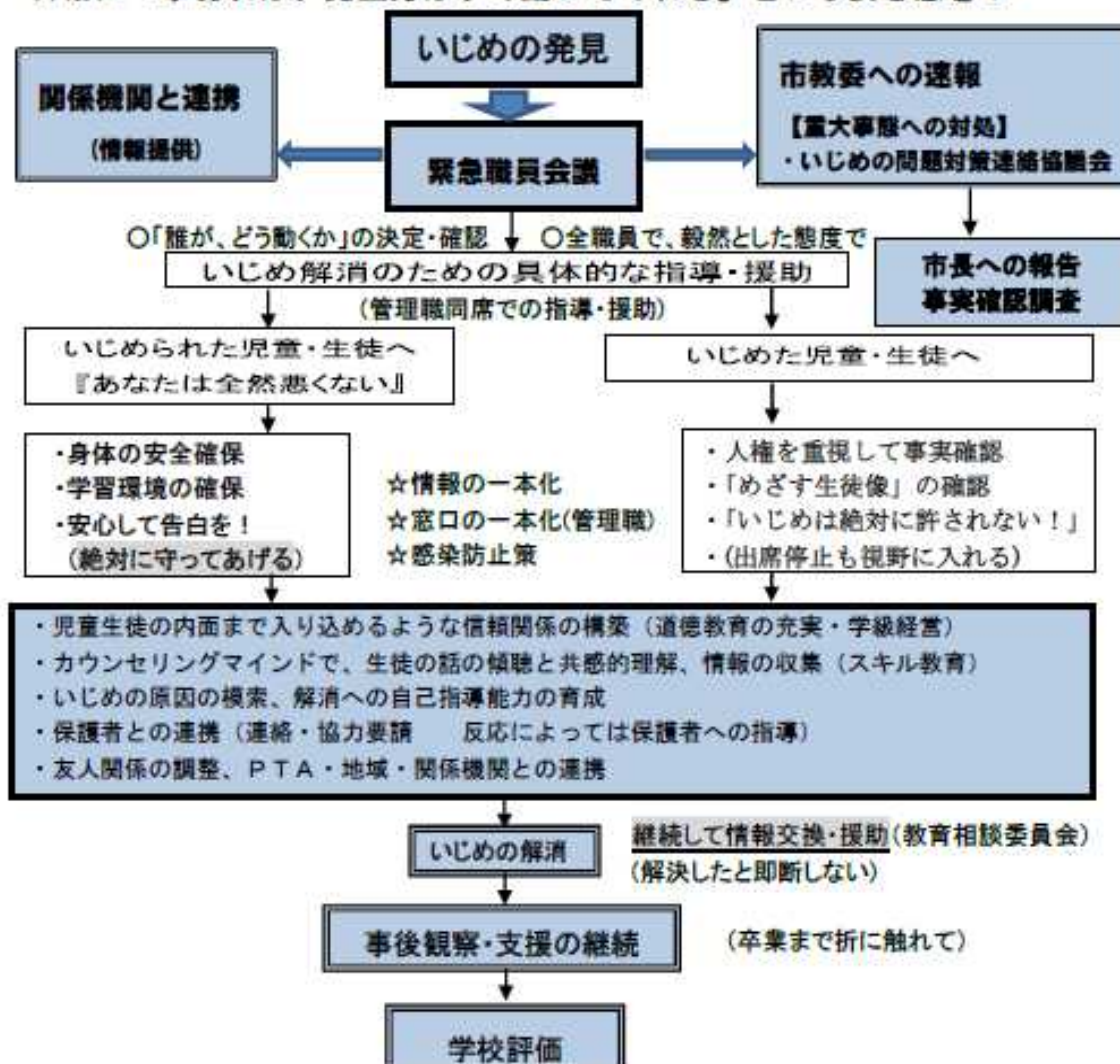 いじめの発見
関係機関と連携
(情報提供)
市教委への速報
【重大事態への対処】
・いじめの問題対策連絡協議会
緊急職員会議
〇「誰が、どう動くか」の決定・確認
〇全職員で、毅然とした態度で
いじめ解消のための具体的な指導・援助
(管理職同席での指導・援助)
市長への報告
事実確認調査
いじめられた児童・生徒へ
『あなたは全然悪くない』
いじめた児童・生徒へ
・身体の安全確保
・学習環境の確保
・安心して告白を!
(絶対に守ってあげる)
☆情報の一本化
☆窓口の一本化(管理職)
☆感染防止策
・人権を重視して事実確認
・「めざす生徒像」の確認
・「いじめは絶対に許されない!」
・(出席停止も視野に入れる)
・児童生徒の内面まで入り込めるような信頼関係の構築(道徳教育の充実・学級経営)
・カウンセリングマインドで、生徒の話の傾聴と共感的理解、情報の収集(スキル教育)
・いじめの原因の模索、解消への自己指導能力の育成
・保護者との連携(連絡・協力要請　　反応によっては保護者への指導)
・友人関係の調整、PTA・地域・関係機関との連携
いじめの解消
継続して情報交換・援助(教育相談委員会)
(解決したと即断しない)
事後観察・支援の継続
(卒業まで折に触れて)
学校評価